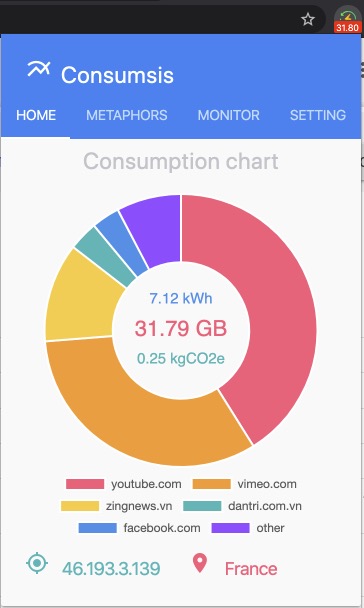 31.80
Consumsis
HOME METAPHORS MONITOR SETTING
Consumption chart
7.12 kWh
31.79 GB
0.25 kgCO2e
youtube.com vimeo.com
zingnews.vn dantri.com.vn
facebook.com other
46.193.3.139 France